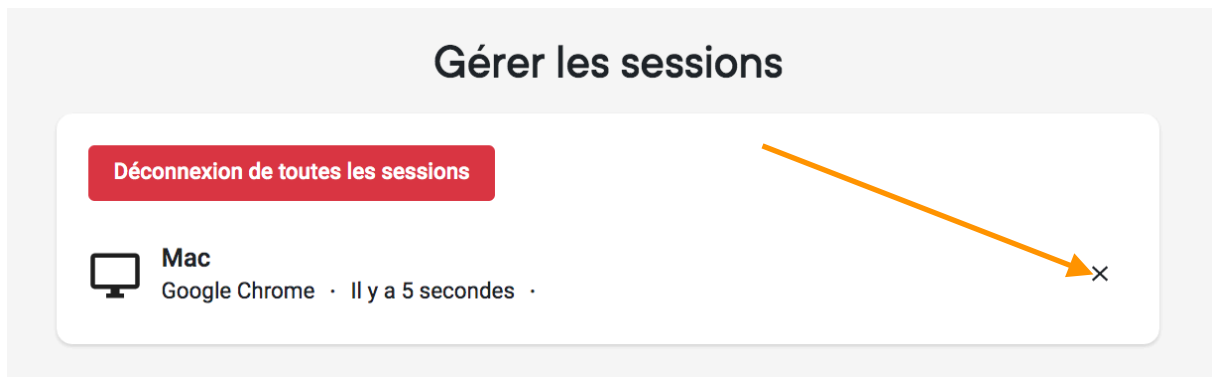 Gérer les sessions
Déconnexion de toutes les sessions
Mac
Google Chrome · Il y a 5 secondes ·